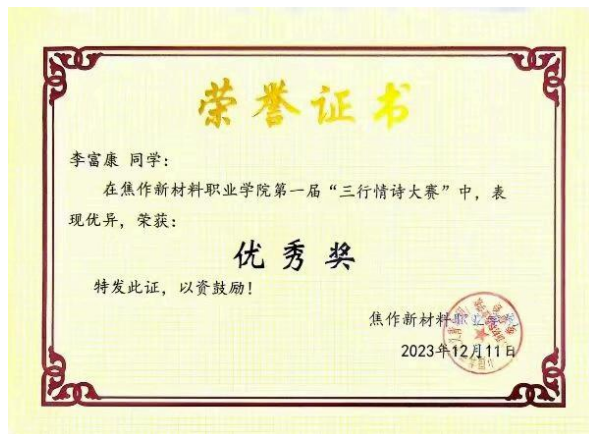 荣誉证书
李富康 同学:
在焦作新材料职业学院第一届“三行情诗大赛”中,表
现优异,荣获:
优秀奖
特发此证,以资鼓励!
焦作新材料职业学院
2023年12月11日